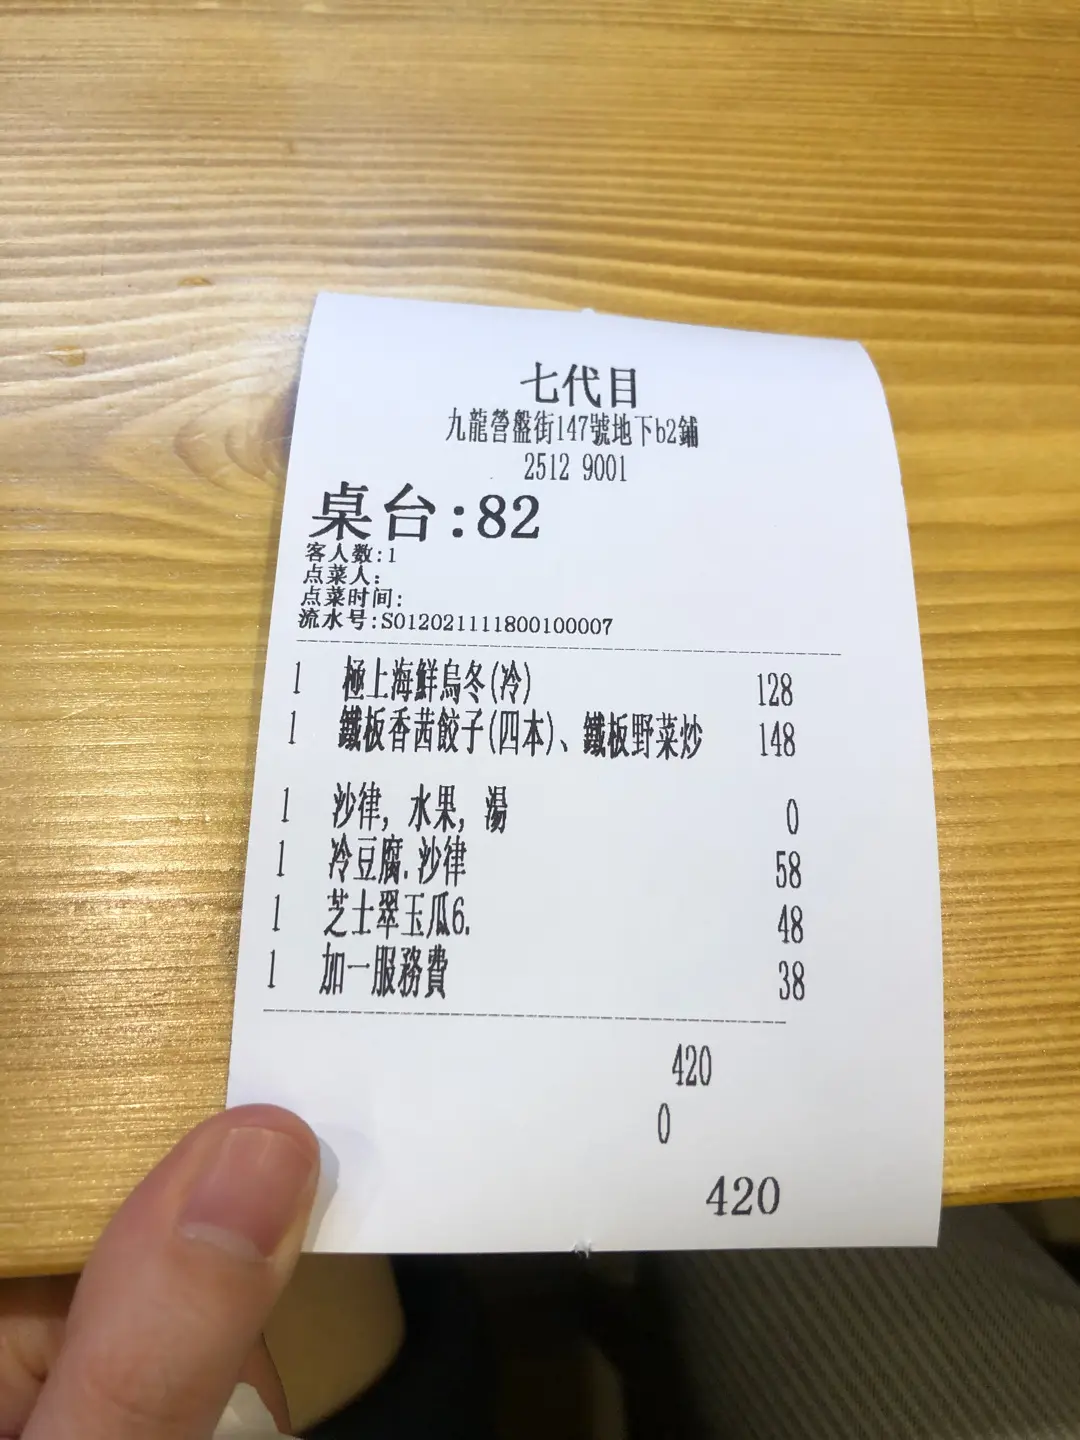 七代目
九龍營盤街147號地下b2鋪
2512 9001
桌台:82
客人数:1
点菜人:
点菜时间:
流水号:S0120211111800100007
1 極上海鮮烏冬(冷) 128
1 鐵板香茜餃子(四本)、鐵板野菜炒 148
1 沙律, 水果, 湯 0
1 冷豆腐.沙律 58
1 芝士翠玉瓜6. 48
1 加一服務費 38
420
0
420